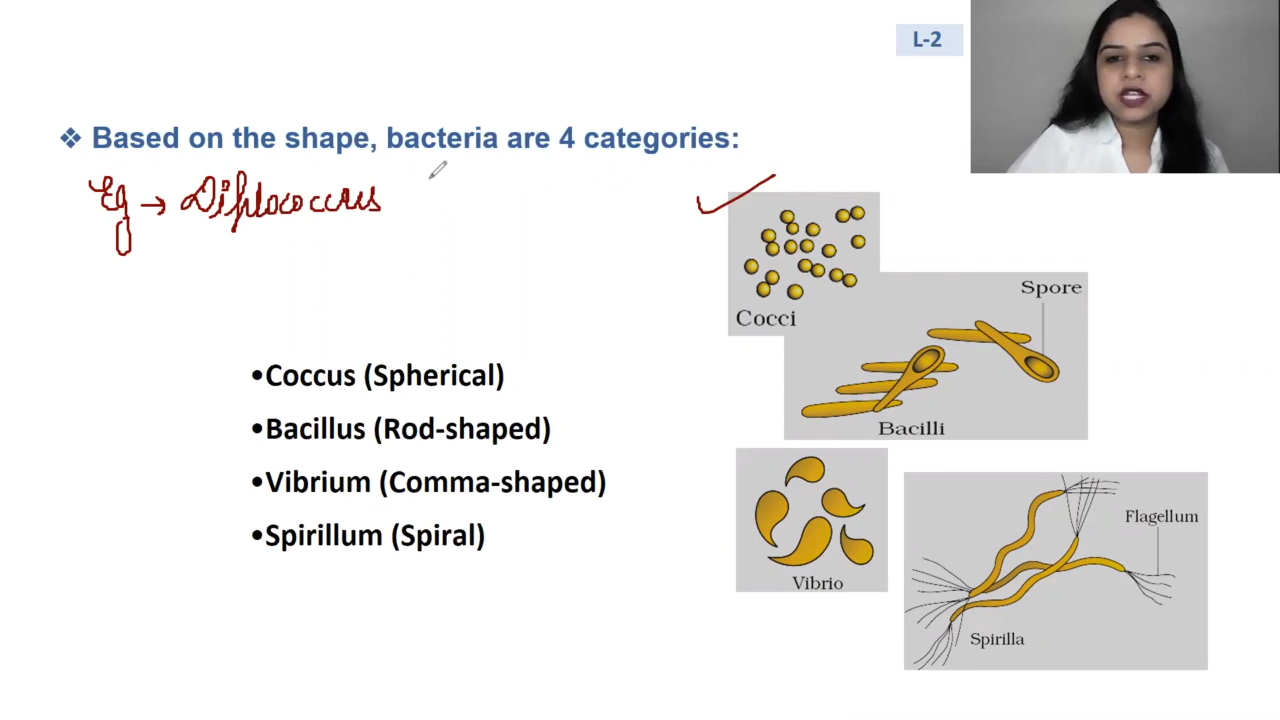 L-2
❖ Based on the shape, bacteria are 4 categories:
Eg → Diplococcus
Cocci
Spore
Bacilli
•Coccus (Spherical)
•Bacillus (Rod-shaped)
•Vibrium (Comma-shaped)
•Spirillum (Spiral)
Vibrio
Flagellum
Spirilla